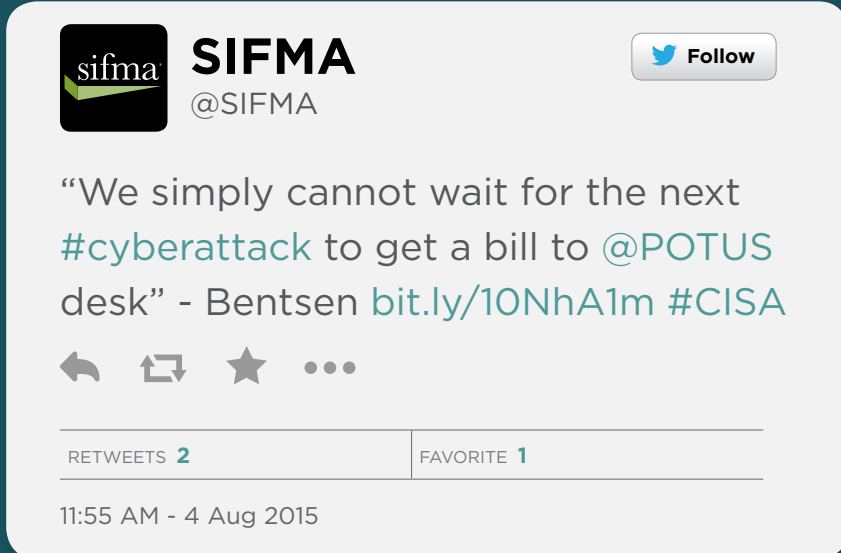 sifma
SIFMA
@SIFMA
Follow
“We simply cannot wait for the next
#cyberattack to get a bill to @POTUS
desk” - Bentsen bit.ly/10NhA1m #CISA
RETWEETS 2
FAVORITE 1
11:55 AM - 4 Aug 2015